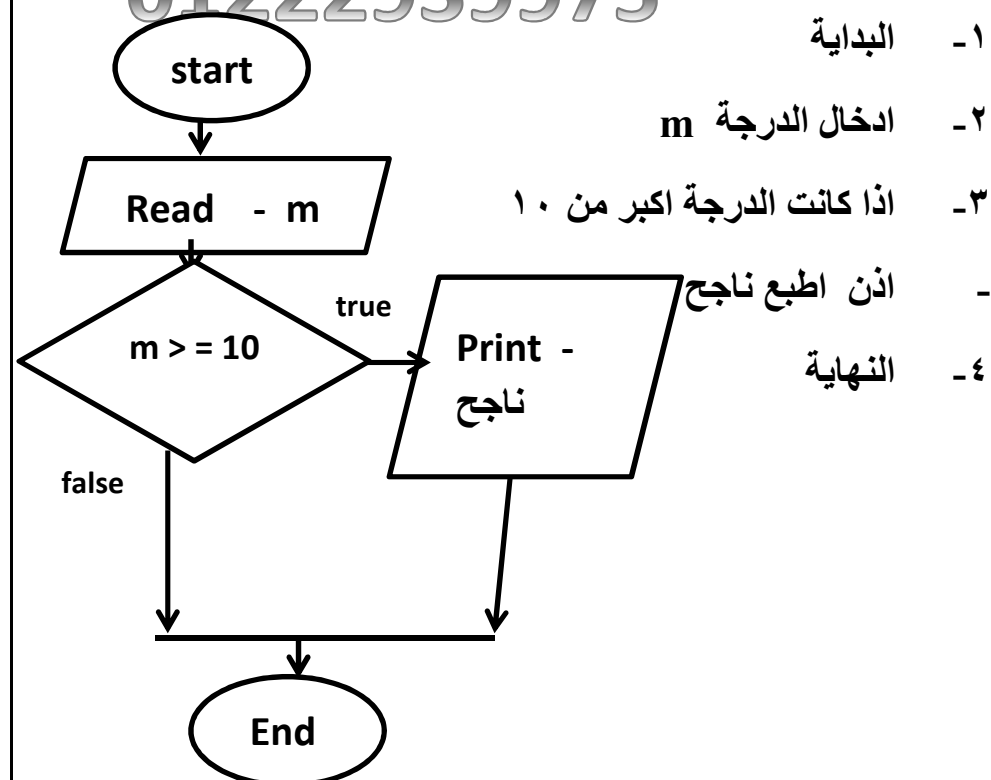 ١- البداية
٢- ادخال الدرجة m
٣- اذا كانت الدرجة اكبر من ١٠
- اذن اطبع ناجح
٤- النهاية
start
Read - m
m > = 10
true
Print -
ناجح
false
End